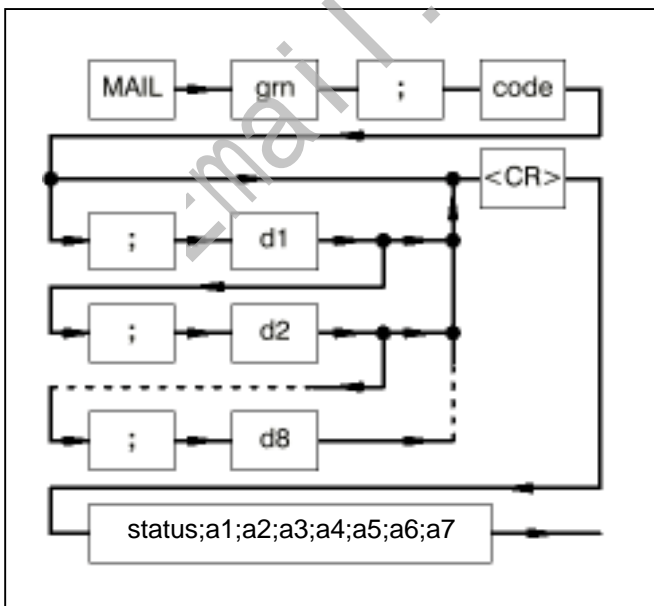 MAIL grn ; code
<CR>
; d1
; d2
; d8
status;a1;a2;a3;a4;a5;a6;a7